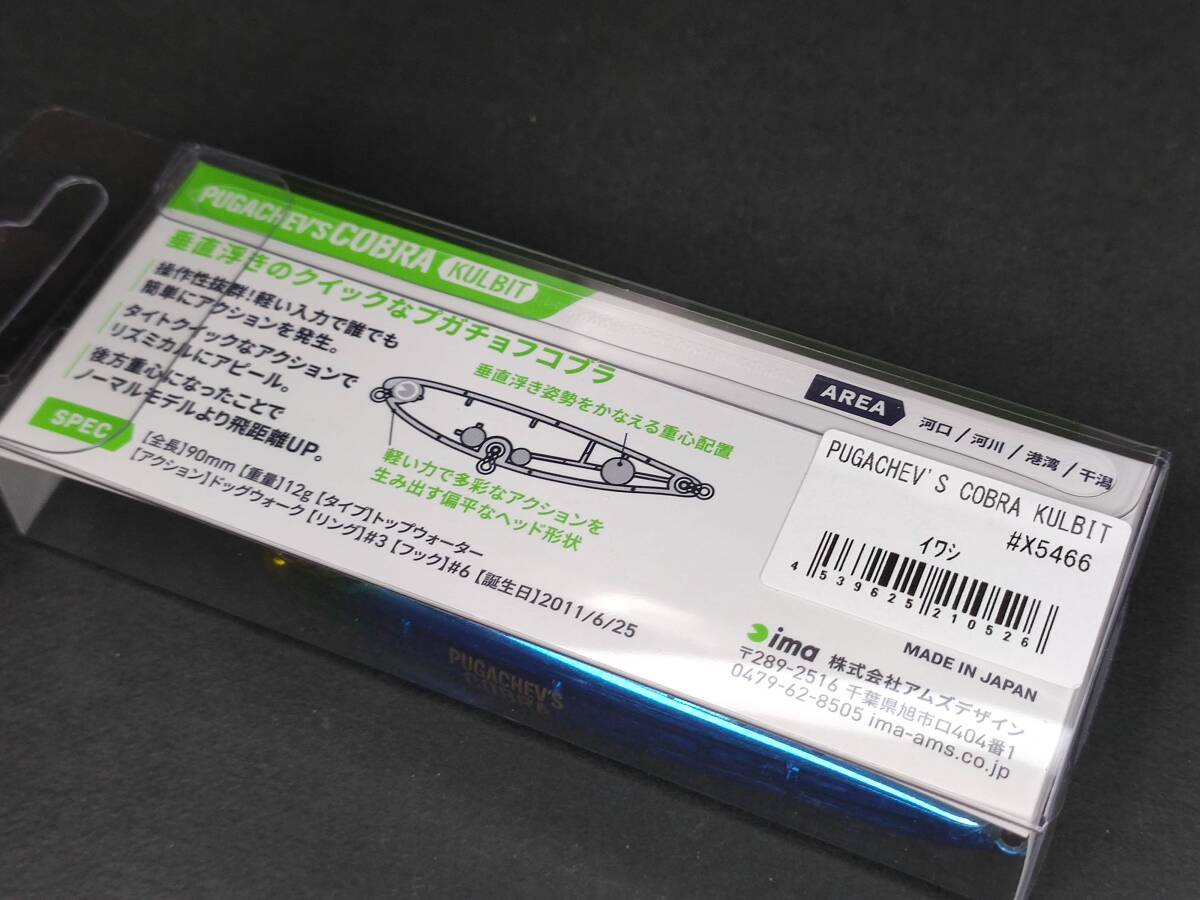 PUGACHEV'S COBRA KULBIT
垂直浮きのクイックなプガチョフコブラ
操作性抜群!軽い入力で誰でも
簡単にアクションを発生。
タイトクイックなアクションで
リズミカルにアピール。
後方重心になったことで
ノーマルモデルより飛距離UP。
垂直浮き姿勢をかなえる重心配置
軽い力で多彩なアクションを
生み出す偏平なヘッド形状
SPEC
【全長】90mm【重量】12g【タイプ】トップウォーター
【アクション】ドッグウォーク【リング】#3【フック】#6【誕生日】2011/6/25
AREA
河口/河川/港湾/干潟
PUGACHEV'S COBRA KULBIT
#X5466
イワシ
4539625210526
MADE IN JAPAN
ima 株式会社アムズデザイン
〒289-2516 千葉県旭市ロ404番1
0479-62-8505 ima-ams.co.jp
PUGACHEV'S
COBRA